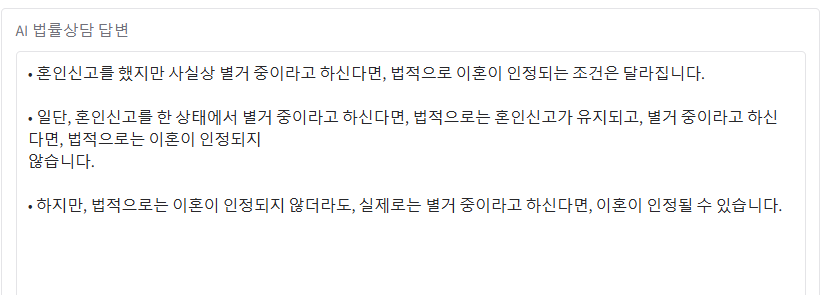 AI 법률상담 답변
• 혼인신고를 했지만 사실상 별거 중이라고 하신다면, 법적으로 이혼이 인정되는 조건은 달라집니다.
• 일단, 혼인신고를 한 상태에서 별거 중이라고 하신다면, 법적으로는 혼인신고가 유지되고, 별거 중이라고 하신
다면, 법적으로는 이혼이 인정되지
않습니다.
• 하지만, 법적으로는 이혼이 인정되지 않더라도, 실제로는 별거 중이라고 하신다면, 이혼이 인정될 수 있습니다.